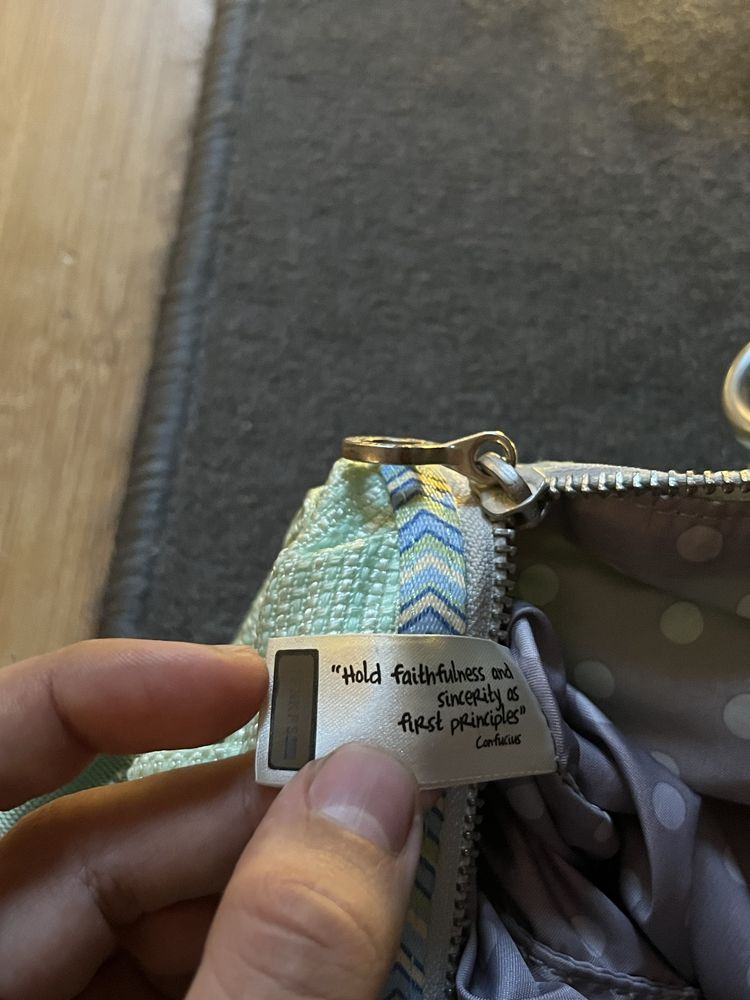 "Hold faithfulness and
sincerity as
first principles"
Confucius